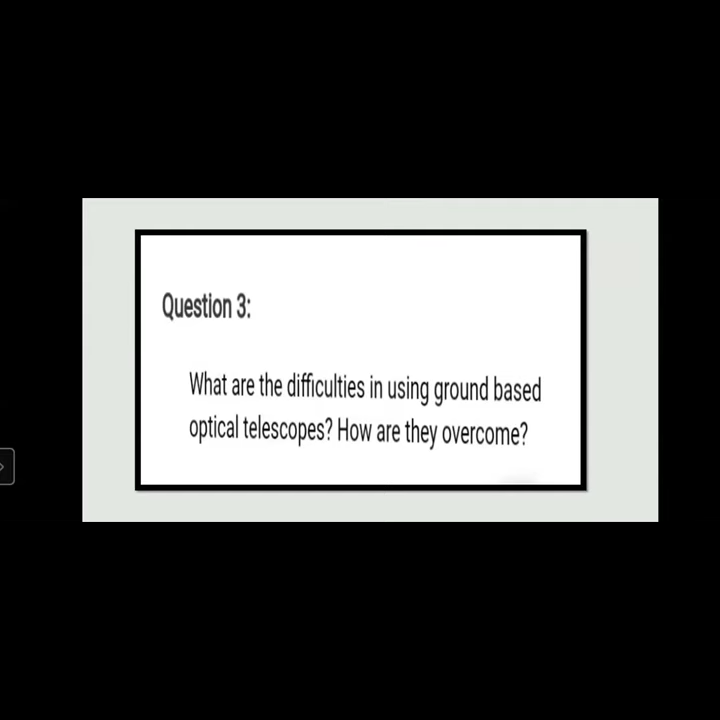 Question 3:
What are the difficulties in using ground based
optical telescopes? How are they overcome?